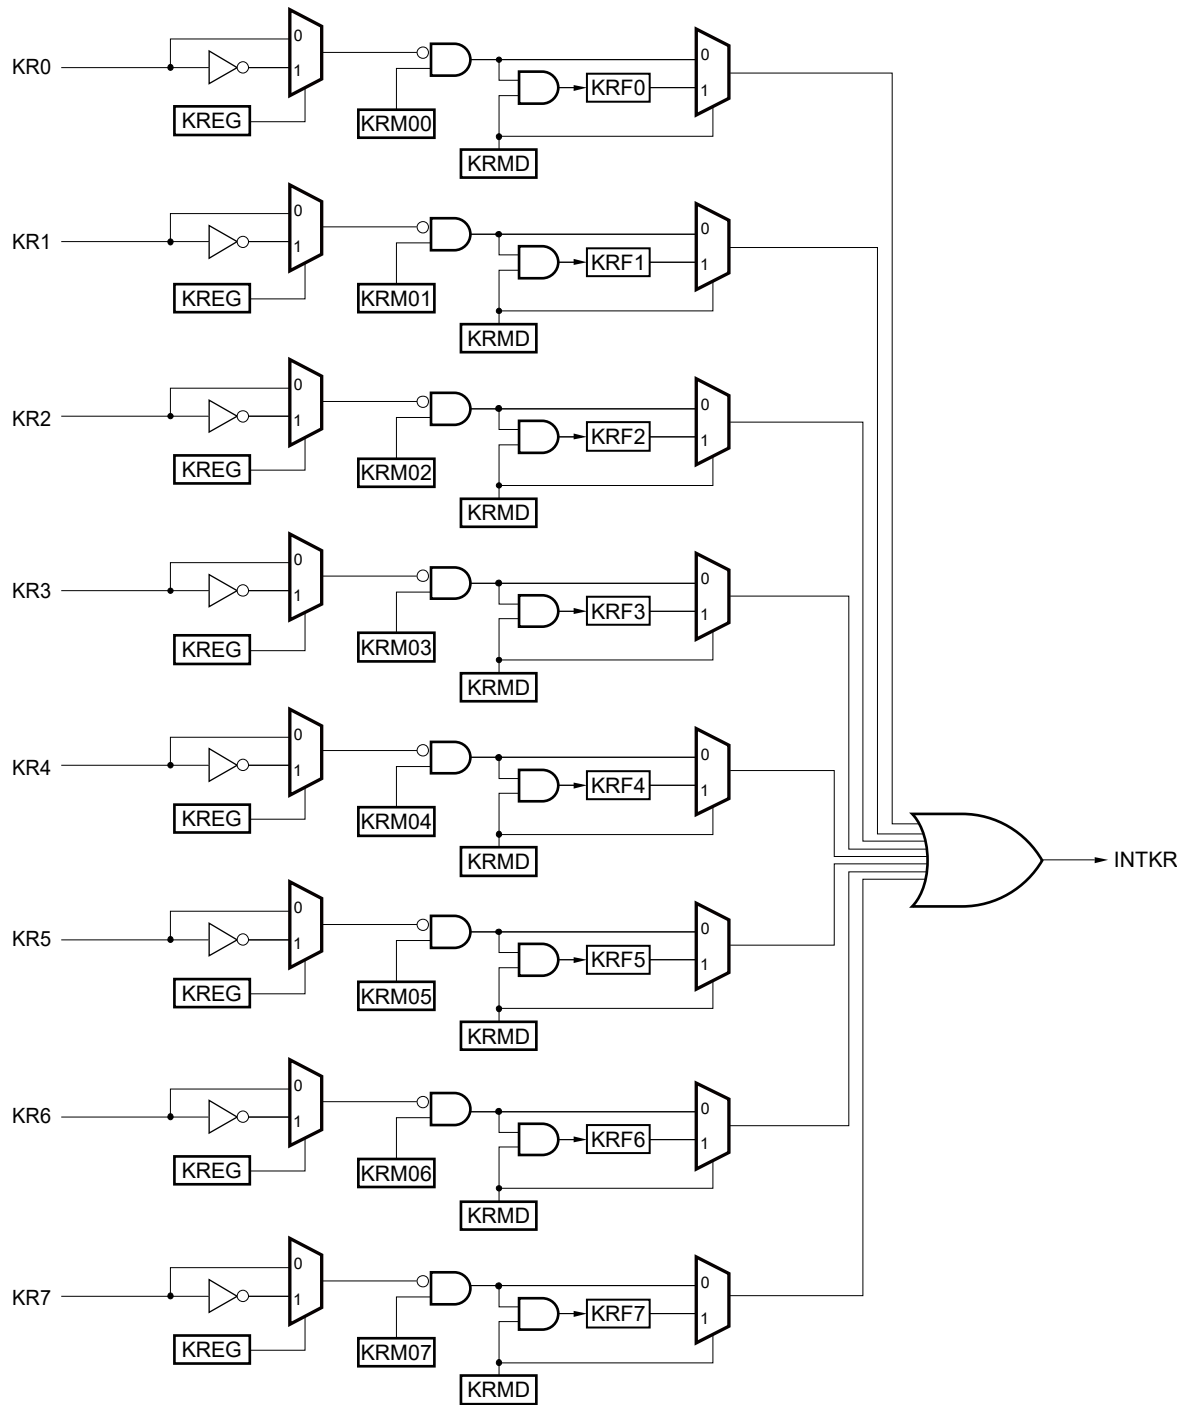 0
KR0
1
0
1
KRF0
KREG
KRM00
KRMD
0
KR1
1
0
1
KRF1
KREG
KRM01
KRMD
0
KR2
1
0
1
KRF2
KREG
KRM02
KRMD
0
KR3
1
0
1
KRF3
KREG
KRM03
KRMD
0
KR4
1
0
1
KRF4
KREG
KRM04
KRMD
INTKR
0
KR5
1
0
1
KRF5
KREG
KRM05
KRMD
0
KR6
1
0
1
KRF6
KREG
KRM06
KRMD
0
KR7
1
0
1
KRF7
KREG
KRM07
KRMD